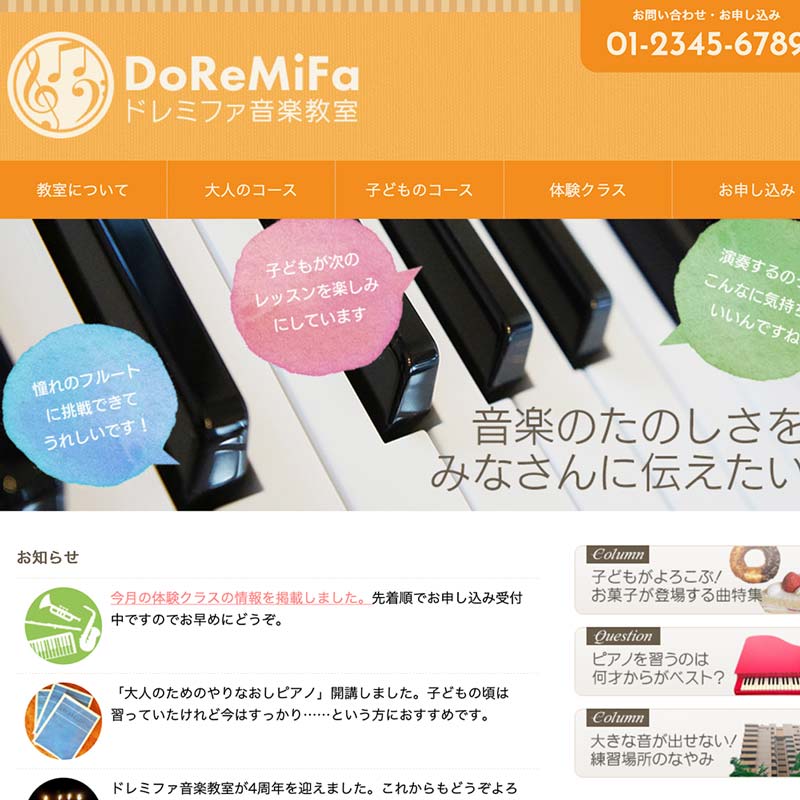 お問い合わせ・お申し込み
01-2345-6789
DoReMiFa
ドレミファ音楽教室
教室について
大人のコース
子どものコース
体験クラス
お申し込み
子どもが次の
レッスンを楽しみ
にしています
演奏するの
こんなに気持
いいんですね
憧れのフルート
に挑戦できて
うれしいです！
音楽のたのしさを
みなさんに伝えたい
お知らせ
今月の体験クラスの情報を掲載しました。先着順でお申し込み受付
中ですのでお早めにどうぞ。
「大人のためのやりなおしピアノ」開講しました。子どもの頃は
習っていたけれど今はすっかり……という方におすすめです。
ドレミファ音楽教室が4周年を迎えました。これからもどうぞよろ
Column
子どもがよろこぶ！
お菓子が登場する曲特集
Question
ピアノを習うのは
何才からがベスト？
Column
大きな音が出せない！
練習場所のなやみ